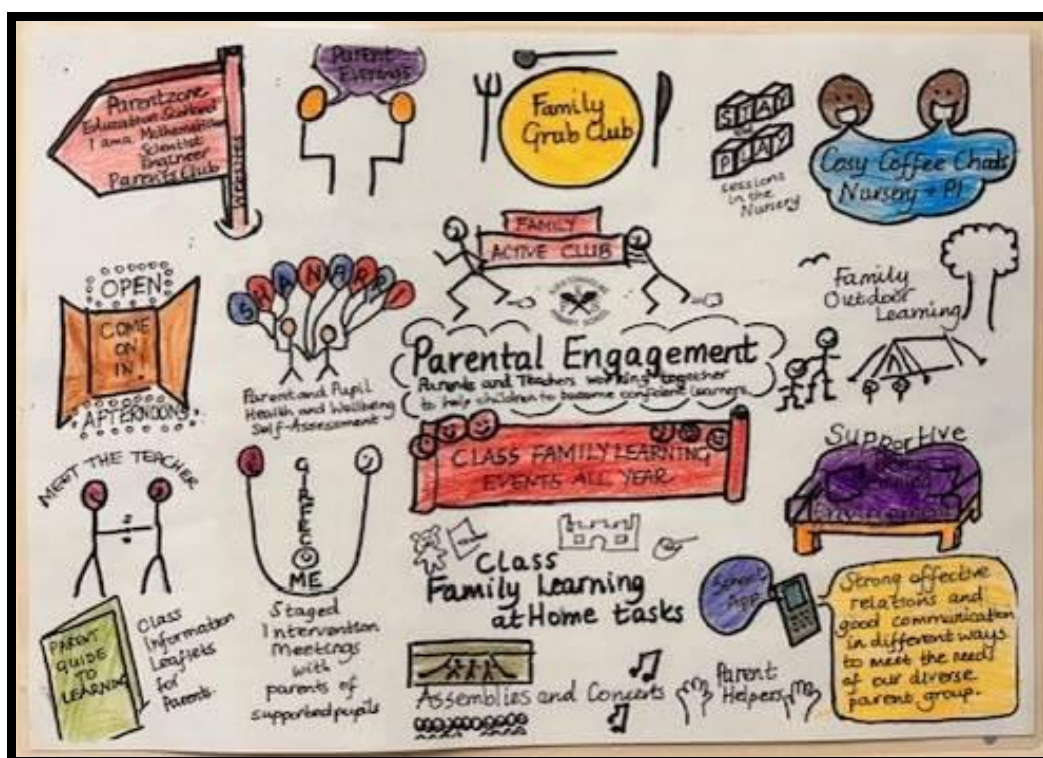 Parentzone
Education Scotland
I am a Mathematician
Scientist
Engineer
Parents Club
WEBSITES
Parent
Evenings
Family
Grub Club
STAY
and
PLAY
sessions
in the
Nursery
Cosy Coffee Chats
Nursery + P1
FAMILY
ACTIVE CLUB
PRIMARY SCHOOL
OPEN
COME
ON
IN!
AFTERNOONS
SHANARRI
Parent and Pupil
Health and Wellbeing
Self-Assessment
Parental Engagement
Parents and Teachers working together
to help children to become confident learners.
Family
Outdoor
Learning
MEET THE TEACHER
GIRFEC
ME
CLASS FAMILY LEARNING
EVENTS ALL YEAR
Supportive
Class
Family Learning
at Home tasks
School
App
Strong effective
relations and
good communication
in different ways
to meet the need
of our diverse
parent group.
PARENT
GUIDE TO
LEARNING
Class
Information
Leaflets
for
Parents.
Staged
Intervention
Meetings
with
parents of
supported pupils
Assemblies and Concerts
Parent
Helpers